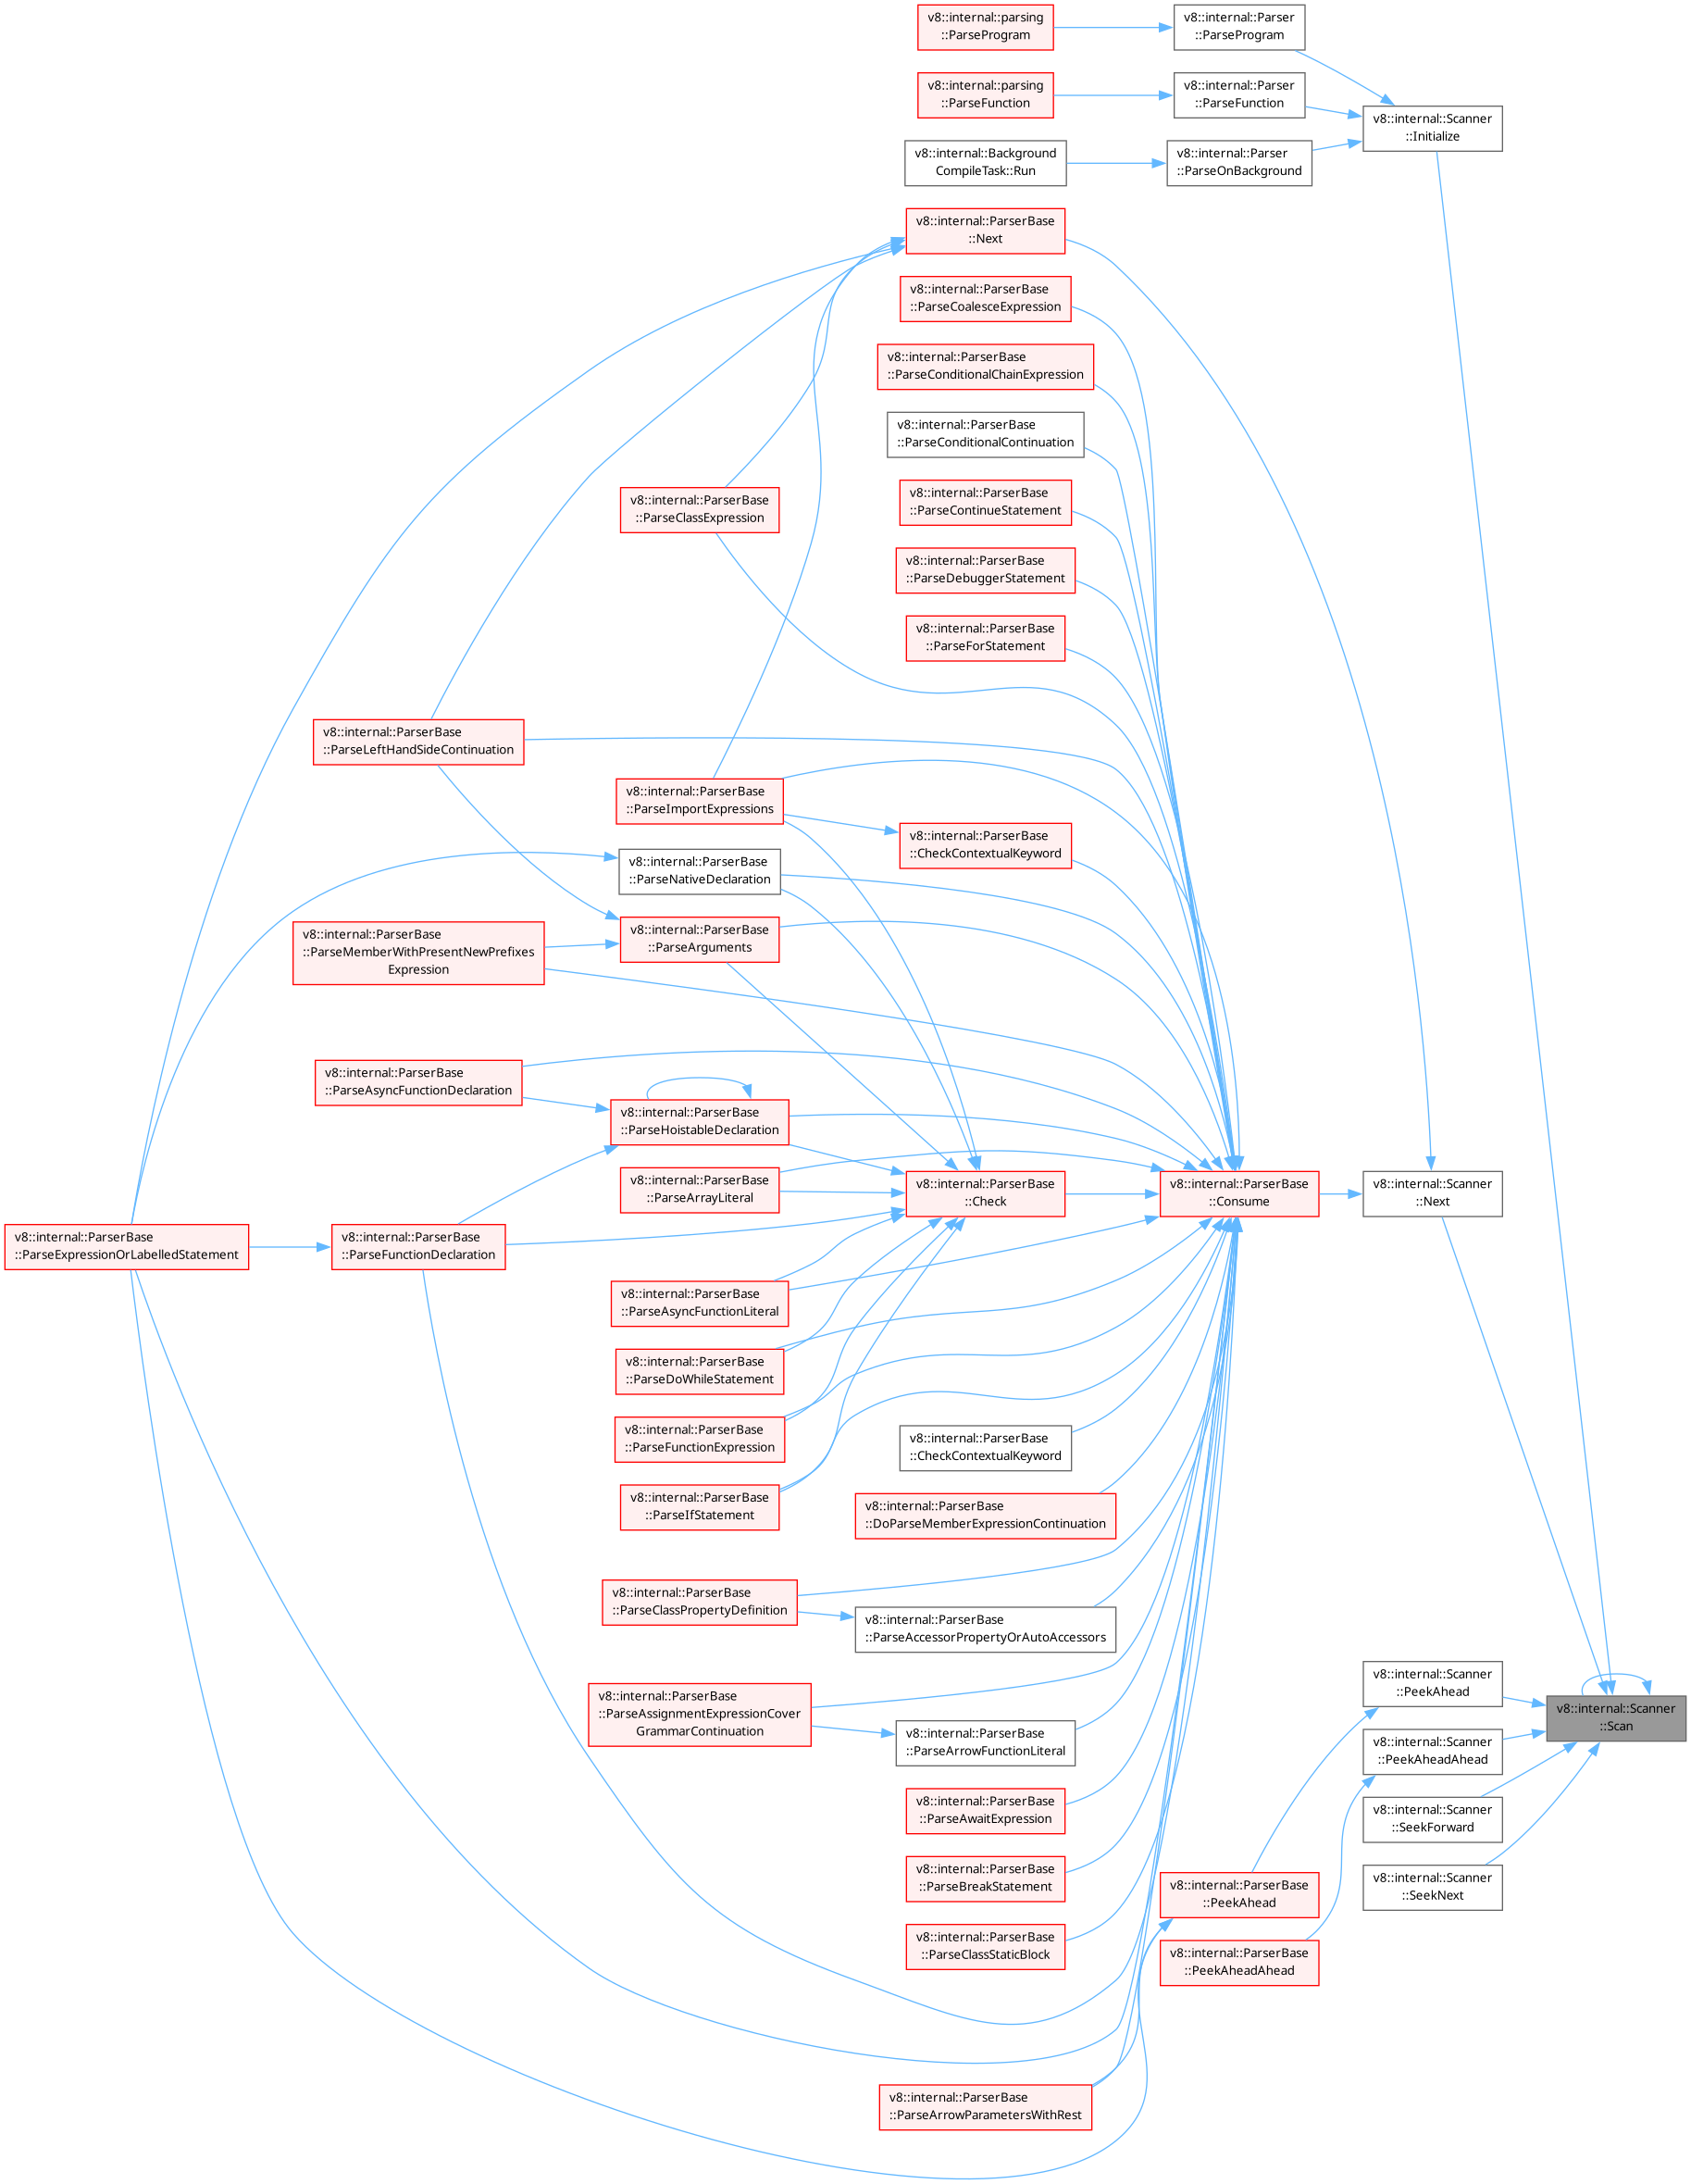 v8::internal::parsing
::ParseProgram
v8::internal::Parser
::ParseProgram
v8::internal::parsing
::ParseFunction
v8::internal::Parser
::ParseFunction
v8::internal::Scanner
::Initialize
v8::internal::Background
CompileTask::Run
v8::internal::Parser
::ParseOnBackground
v8::internal::ParserBase
::Next
v8::internal::ParserBase
::ParseCoalesceExpression
v8::internal::ParserBase
::ParseConditionalChainExpression
v8::internal::ParserBase
::ParseConditionalContinuation
v8::internal::ParserBase
::ParseClassExpression
v8::internal::ParserBase
::ParseContinueStatement
v8::internal::ParserBase
::ParseDebuggerStatement
v8::internal::ParserBase
::ParseForStatement
v8::internal::ParserBase
::ParseLeftHandSideContinuation
v8::internal::ParserBase
::ParseImportExpressions
v8::internal::ParserBase
::CheckContextualKeyword
v8::internal::ParserBase
::ParseNativeDeclaration
v8::internal::ParserBase
::ParseMemberWithPresentNewPrefixes
Expression
v8::internal::ParserBase
::ParseArguments
v8::internal::ParserBase
::ParseAsyncFunctionDeclaration
v8::internal::ParserBase
::ParseHoistableDeclaration
v8::internal::ParserBase
::ParseArrayLiteral
v8::internal::ParserBase
::Check
v8::internal::ParserBase
::Consume
v8::internal::Scanner
::Next
v8::internal::ParserBase
::ParseExpressionOrLabelledStatement
v8::internal::ParserBase
::ParseFunctionDeclaration
v8::internal::ParserBase
::ParseAsyncFunctionLiteral
v8::internal::ParserBase
::ParseDoWhileStatement
v8::internal::ParserBase
::ParseFunctionExpression
v8::internal::ParserBase
::CheckContextualKeyword
v8::internal::ParserBase
::ParseIfStatement
v8::internal::ParserBase
::DoParseMemberExpressionContinuation
v8::internal::ParserBase
::ParseClassPropertyDefinition
v8::internal::ParserBase
::ParseAccessorPropertyOrAutoAccessors
v8::internal::Scanner
::PeekAhead
v8::internal::Scanner
::Scan
v8::internal::ParserBase
::ParseAssignmentExpressionCover
GrammarContinuation
v8::internal::ParserBase
::ParseArrowFunctionLiteral
v8::internal::Scanner
::PeekAheadAhead
v8::internal::ParserBase
::ParseAwaitExpression
v8::internal::Scanner
::SeekForward
v8::internal::ParserBase
::ParseBreakStatement
v8::internal::ParserBase
::PeekAhead
v8::internal::Scanner
::SeekNext
v8::internal::ParserBase
::ParseClassStaticBlock
v8::internal::ParserBase
::PeekAheadAhead
v8::internal::ParserBase
::ParseArrowParametersWithRest